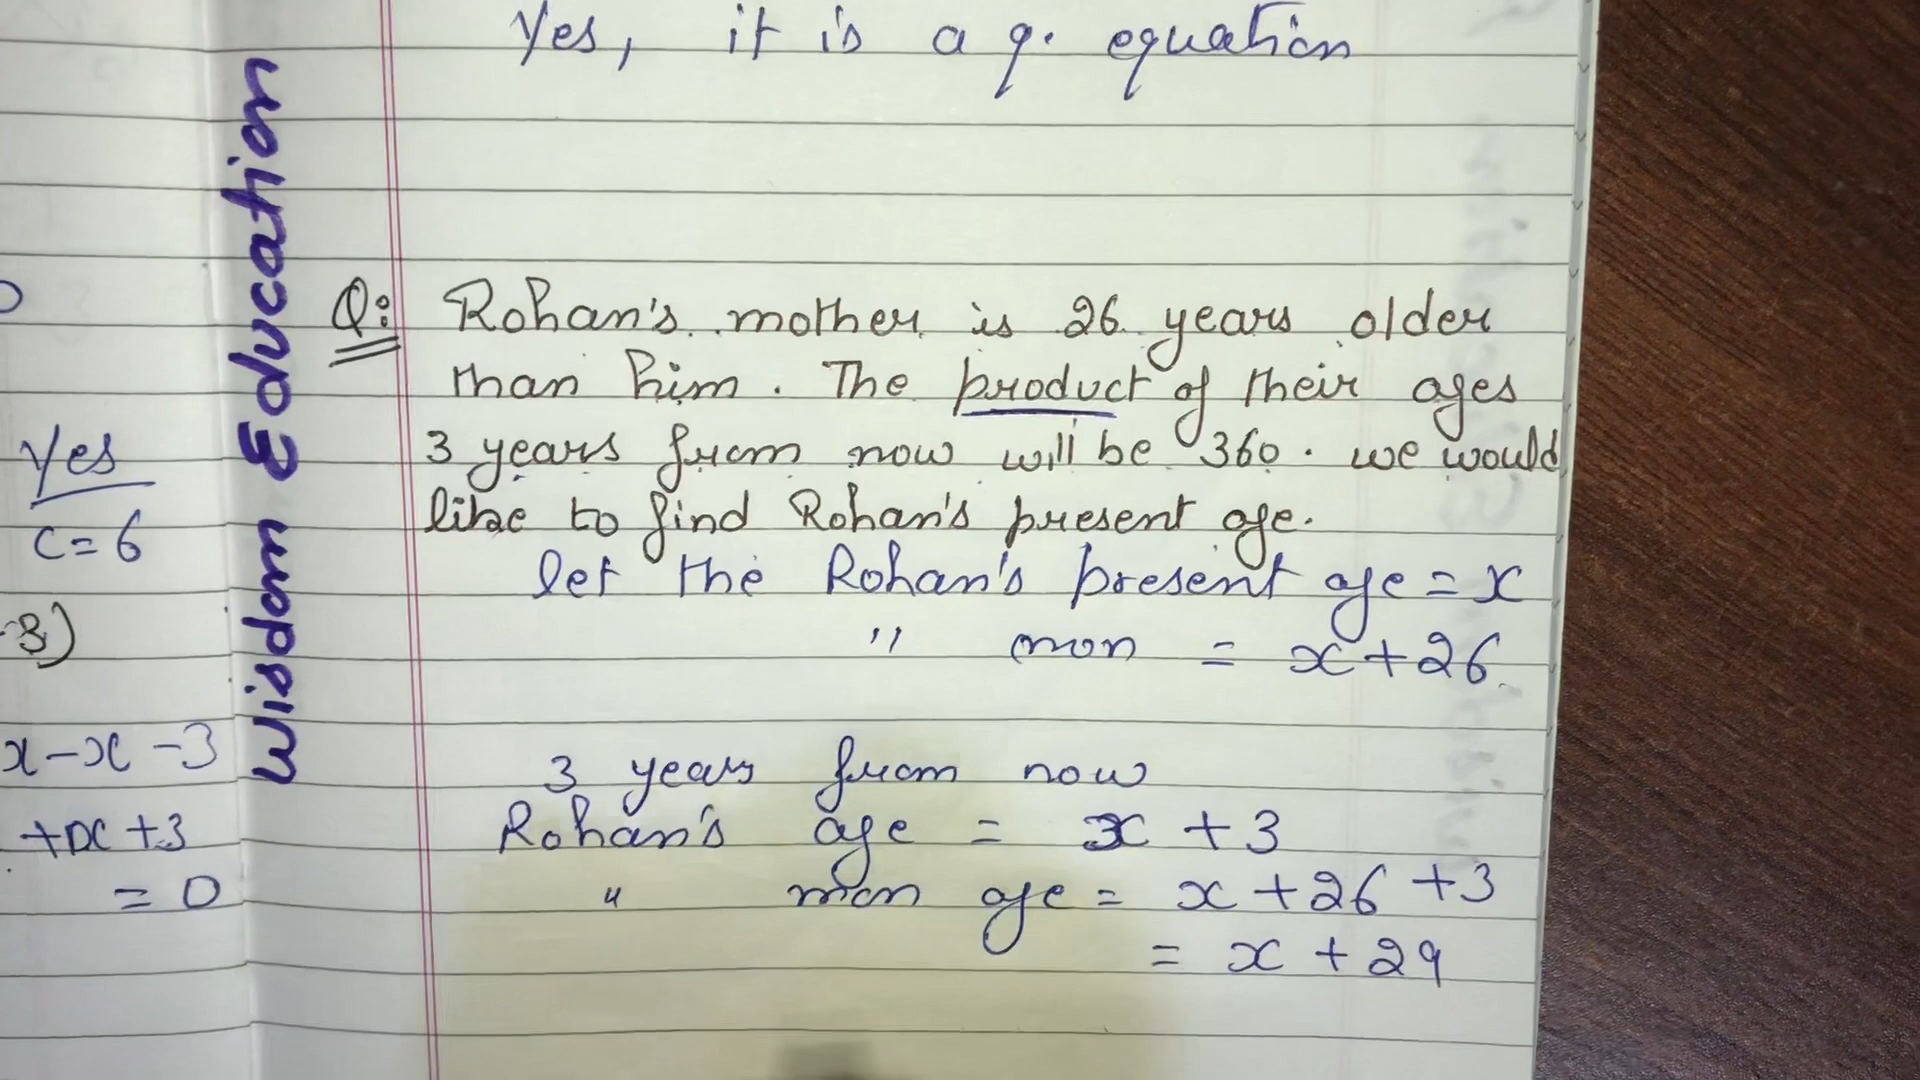 Yes, it is a q. equation
Wisdom Education
Yes
c = 6
3)
x - x - 3
+x + 3
= 0
Q: Rohan's mother is 26 years older
than him. The product of their ages
3 years from now will be 360. we would
like to find Rohan's present age.
let the Rohan's present age = x
" mom = x + 26
3 years from now
Rohan's age = x + 3
" mom age = x + 26 + 3
= x + 29